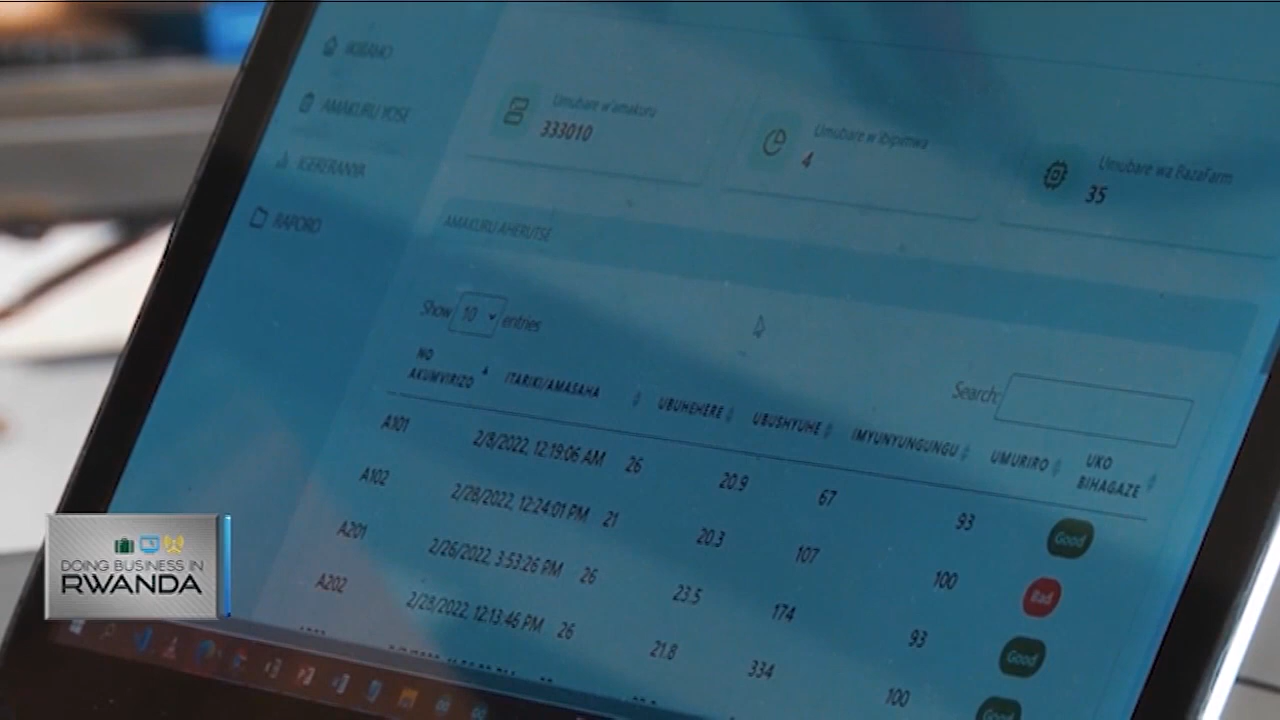 AHABANZA
AMAKURU YOSE
IGERERANYA
RAPORO
Umubare w'amakuru
333010
Umubare w ibipimwa
4
Umubare wa BazaFarm
35
AMAKURU AHERUTSE
Show 10 entries
Search:
NO AKUMVIRIZO ITARIKI/AMASAHA UBUHEHERE UBUSHYUHE IMYUNYUNGUNGU UMURIRO UKO BIHAGAZE
A101 2/8/2022, 12:19:06 AM 26 20.9 67 93 Good
A102 2/28/2022, 12:24:01 PM 21 20.3 107 100 Bad
A201 2/26/2022, 3:53:26 PM 26 23.5 174 93 Good
A202 2/28/2022, 12:13:46 PM 26 21.8 334 100 Good
DOING BUSINESS IN
RWANDA